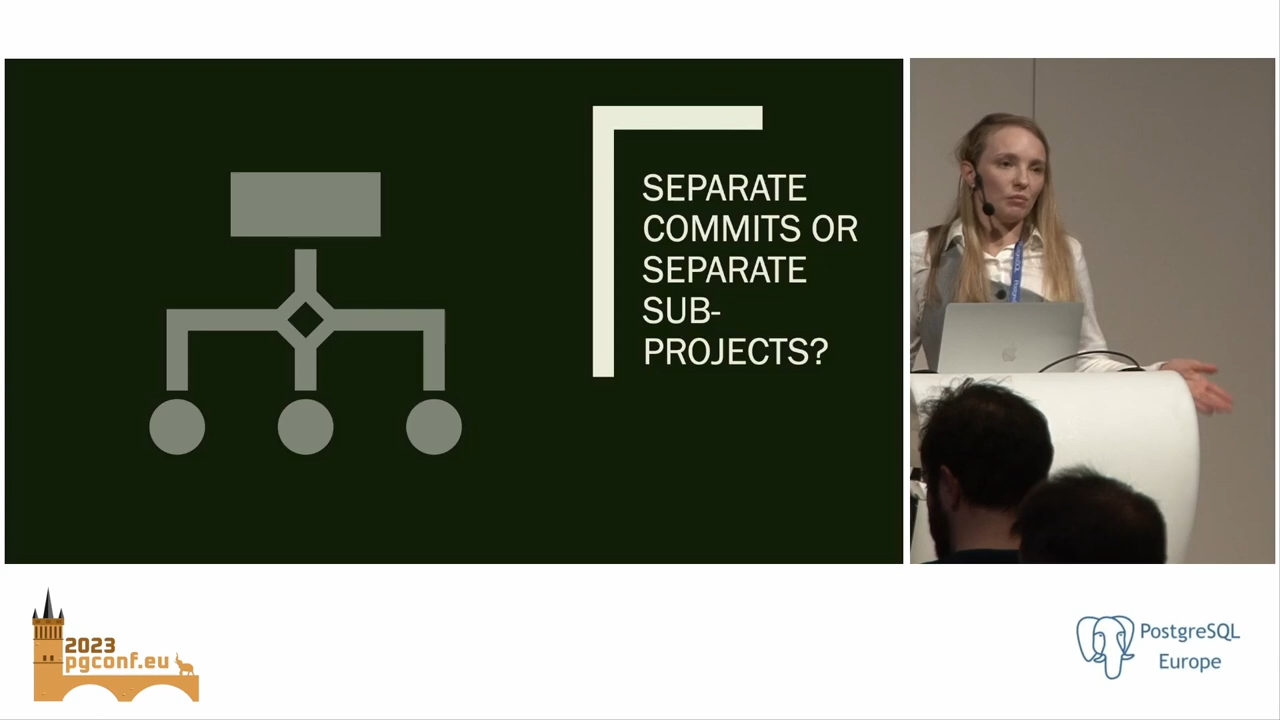 SEPARATE
COMMITS OR
SEPARATE
SUB-
PROJECTS?
2023
pgconf.eu
PostgreSQL
Europe